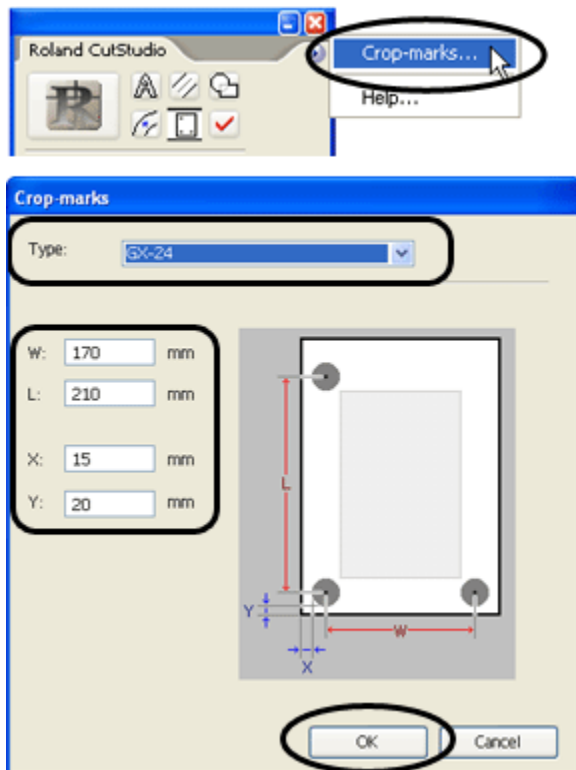 Roland CutStudio
Crop-marks...
Help...
R
Crop-marks
Type: GX-24
W: 170 mm
L: 210 mm
X: 15 mm
Y: 20 mm
L
Y
W
X
OK Cancel